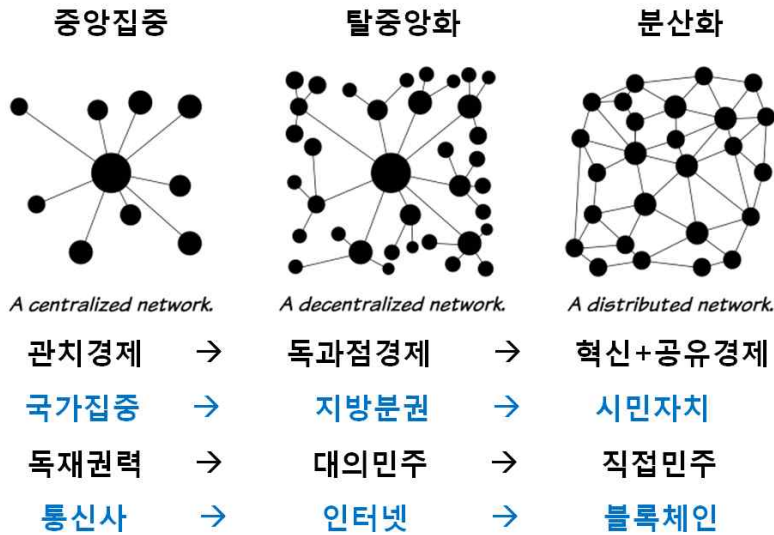 중앙집중 탈중앙화 분산화
A centralized network. A decentralized network. A distributed network.
관치경제 → 독과점경제 → 혁신+공유경제
국가집중 → 지방분권 → 시민자치
독재권력 → 대의민주 → 직접민주
통신사 → 인터넷 → 블록체인